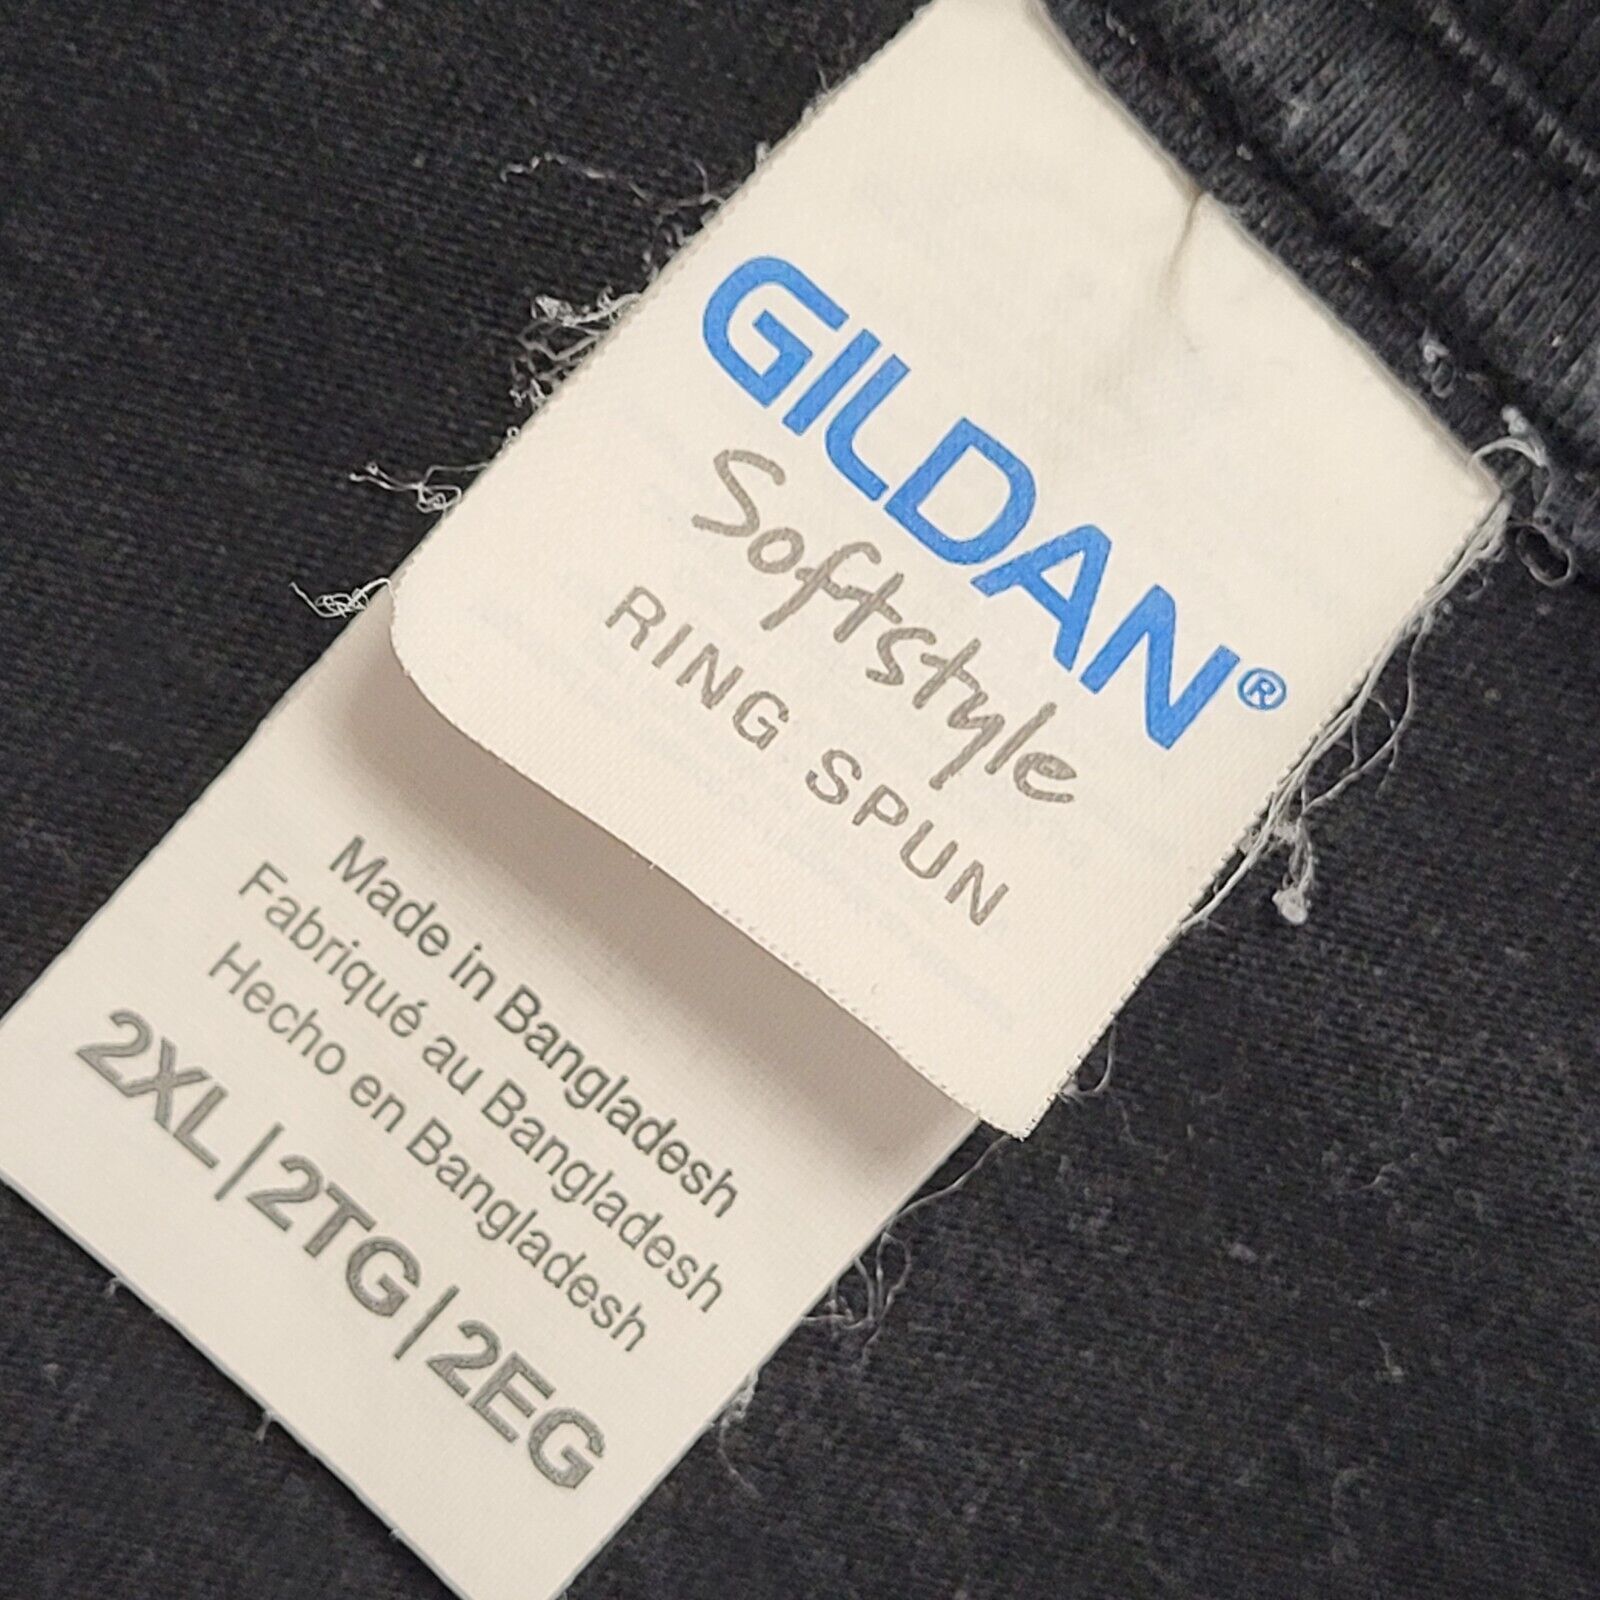 GILDAN®
Softstyle
RING SPUN
Made in Bangladesh
Fabriqué au Bangladesh
Hecho en Bangladesh
2XL|2TG|2EG